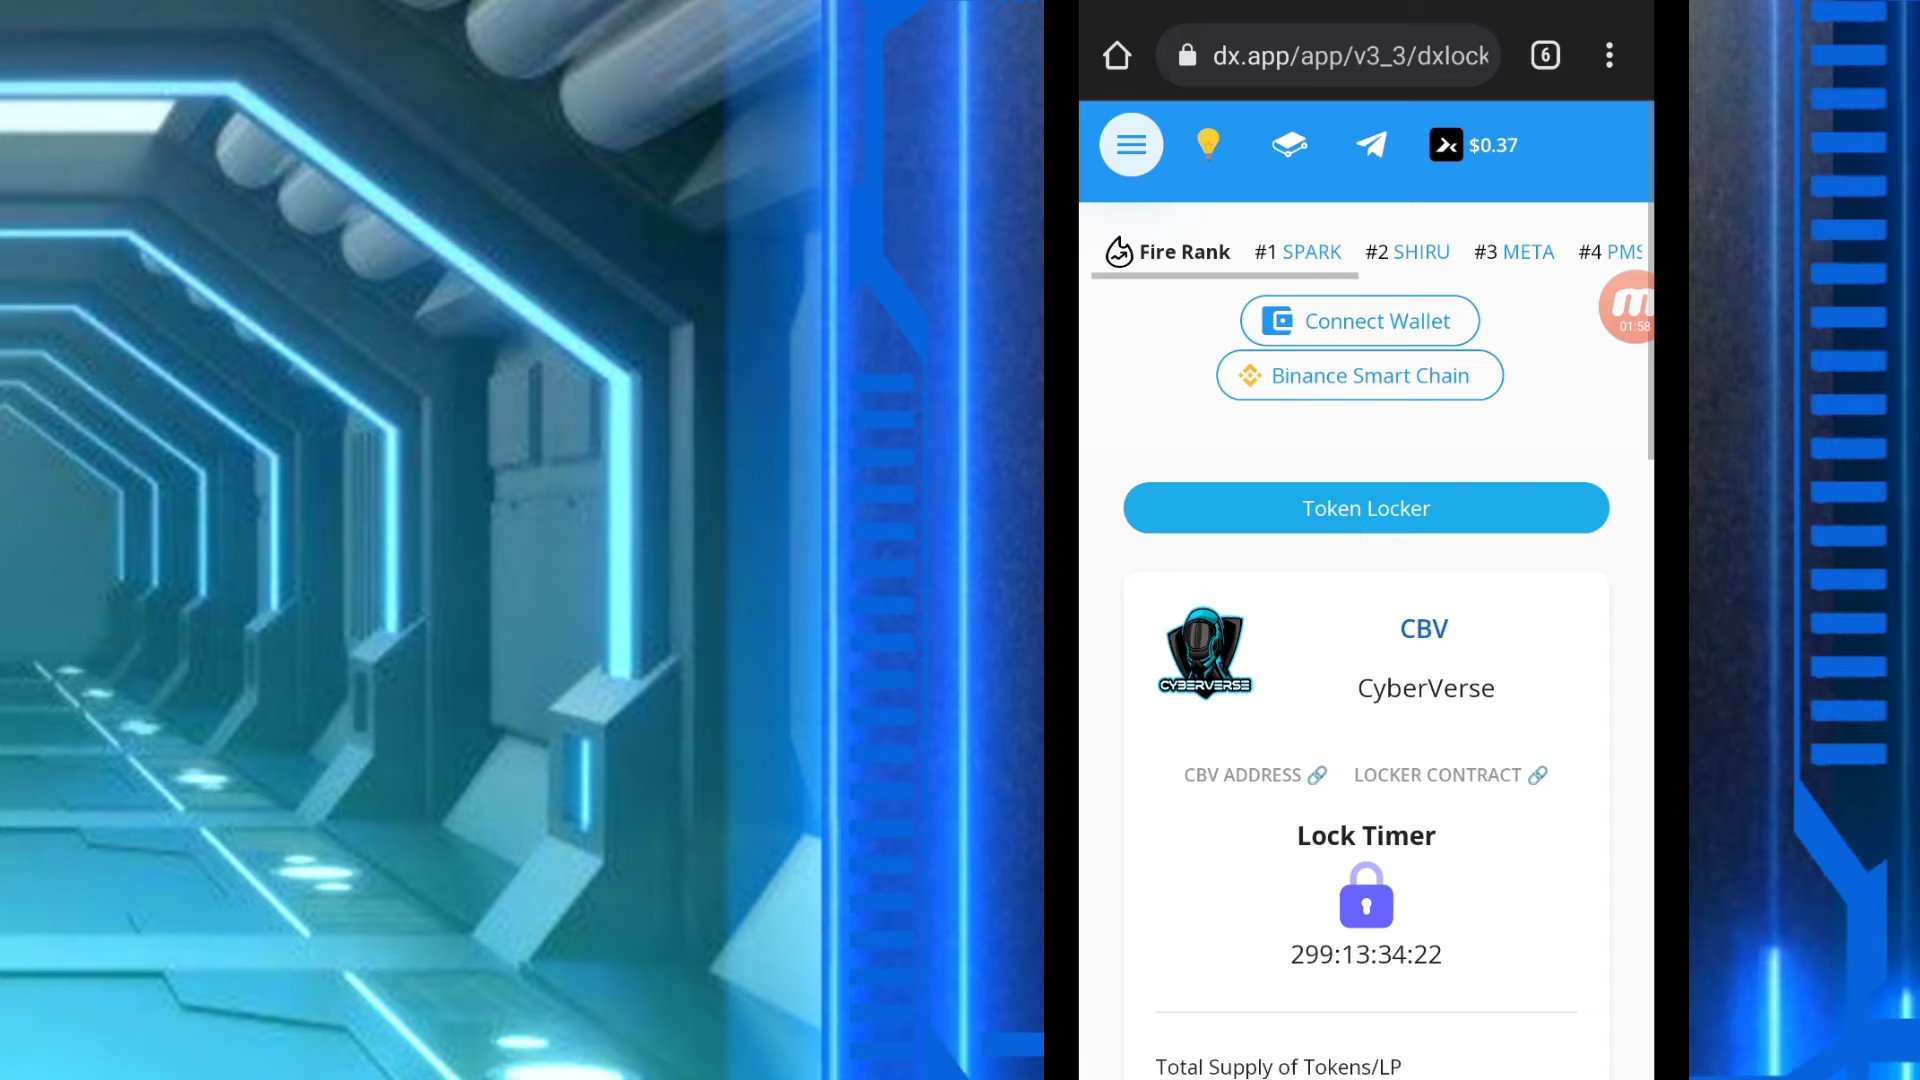 dx.app/app/v3_3/dxlock
6
$0.37
Fire Rank #1 SPARK #2 SHIRU #3 META #4 PMS
01:58
Connect Wallet
Binance Smart Chain
Token Locker
CYBERVERSE
CBV
CyberVerse
CBV ADDRESS LOCKER CONTRACT
Lock Timer
299:13:34:22
Total Supply of Tokens/LP